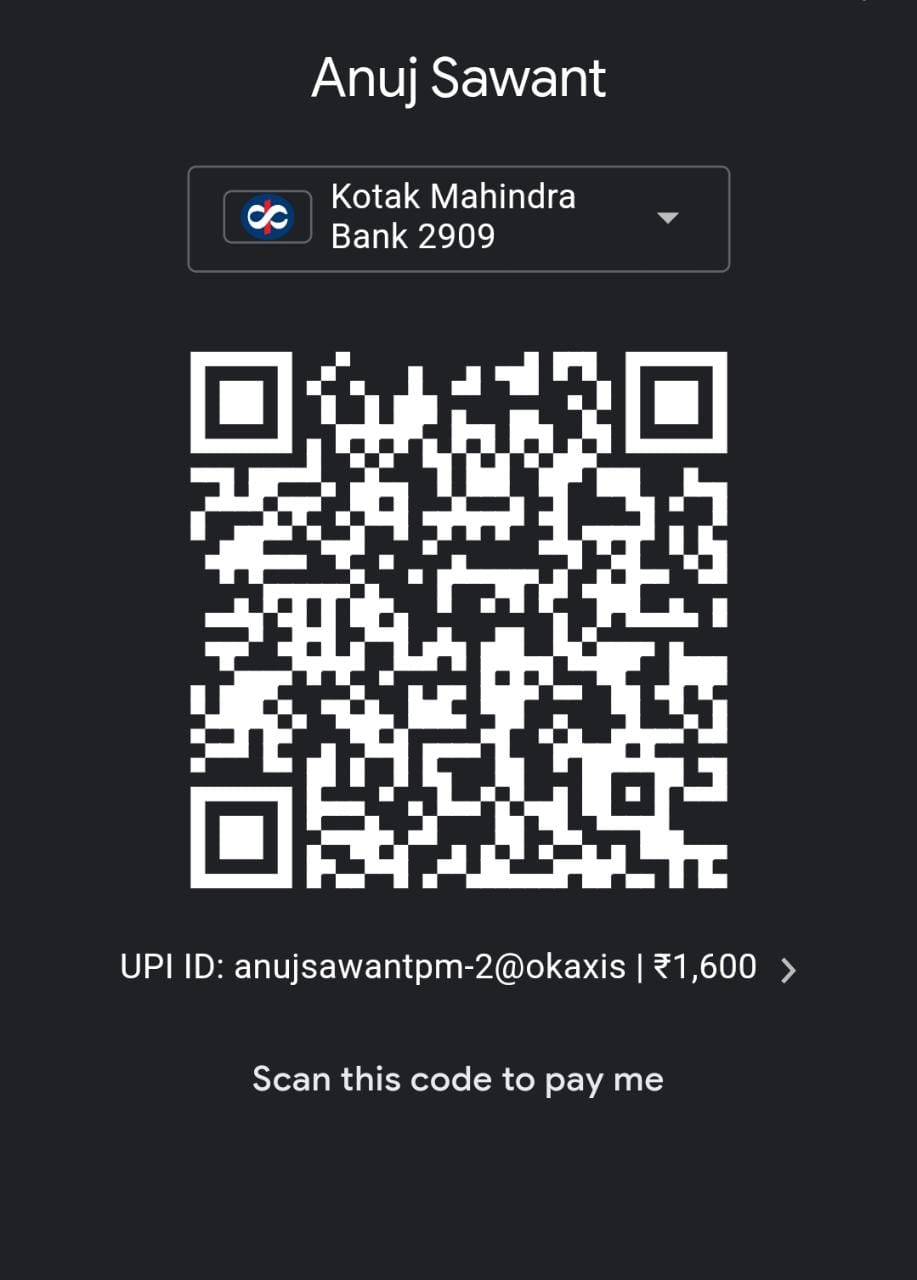 Anuj Sawant
Kotak Mahindra
Bank 2909
UPI ID: anujsawantpm-2@okaxis | ₹1,600
Scan this code to pay me